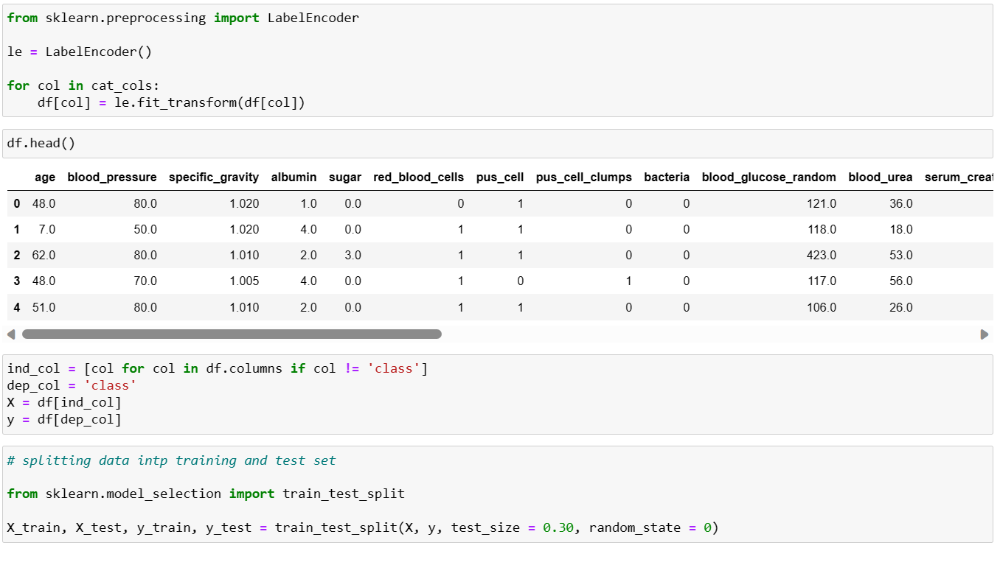 from sklearn.preprocessing import LabelEncoder
le = LabelEncoder()
for col in cat_cols:
    df[col] = le.fit_transform(df[col])
df.head()
age blood_pressure specific_gravity albumin sugar red_blood_cells pus_cell pus_cell_clumps bacteria blood_glucose_random blood_urea serum_creat
0 48.0 80.0 1.020 1.0 0.0 0 1 0 0 121.0 36.0
1 7.0 50.0 1.020 4.0 0.0 1 1 0 0 118.0 18.0
2 62.0 80.0 1.010 2.0 3.0 1 1 0 0 423.0 53.0
3 48.0 70.0 1.005 4.0 0.0 1 0 1 0 117.0 56.0
4 51.0 80.0 1.010 2.0 0.0 1 1 0 0 106.0 26.0
ind_col = [col for col in df.columns if col != 'class']
dep_col = 'class'
X = df[ind_col]
y = df[dep_col]
# splitting data intp training and test set
from sklearn.model_selection import train_test_split
X_train, X_test, y_train, y_test = train_test_split(X, y, test_size = 0.30, random_state = 0)